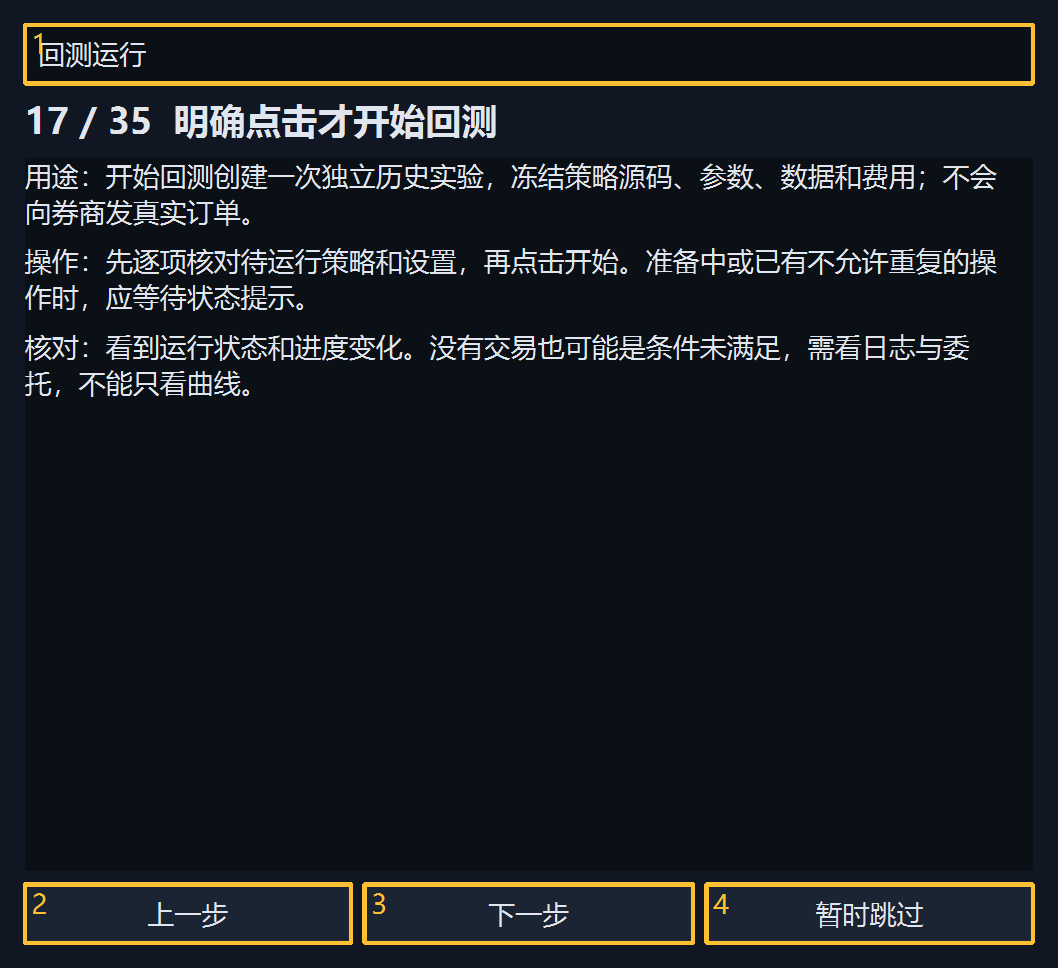 1
回测运行
17 / 35 明确点击才开始回测
用途：开始回测创建一次独立历史实验，冻结策略源码、参数、数据和费用；不会
向券商发真实订单。
操作：先逐项核对待运行策略和设置，再点击开始。准备中或已有不允许重复的操
作时，应等待状态提示。
核对：看到运行状态和进度变化。没有交易也可能是条件未满足，需看日志与委
托，不能只看曲线。
2 上一步
3 下一步
4 暂时跳过